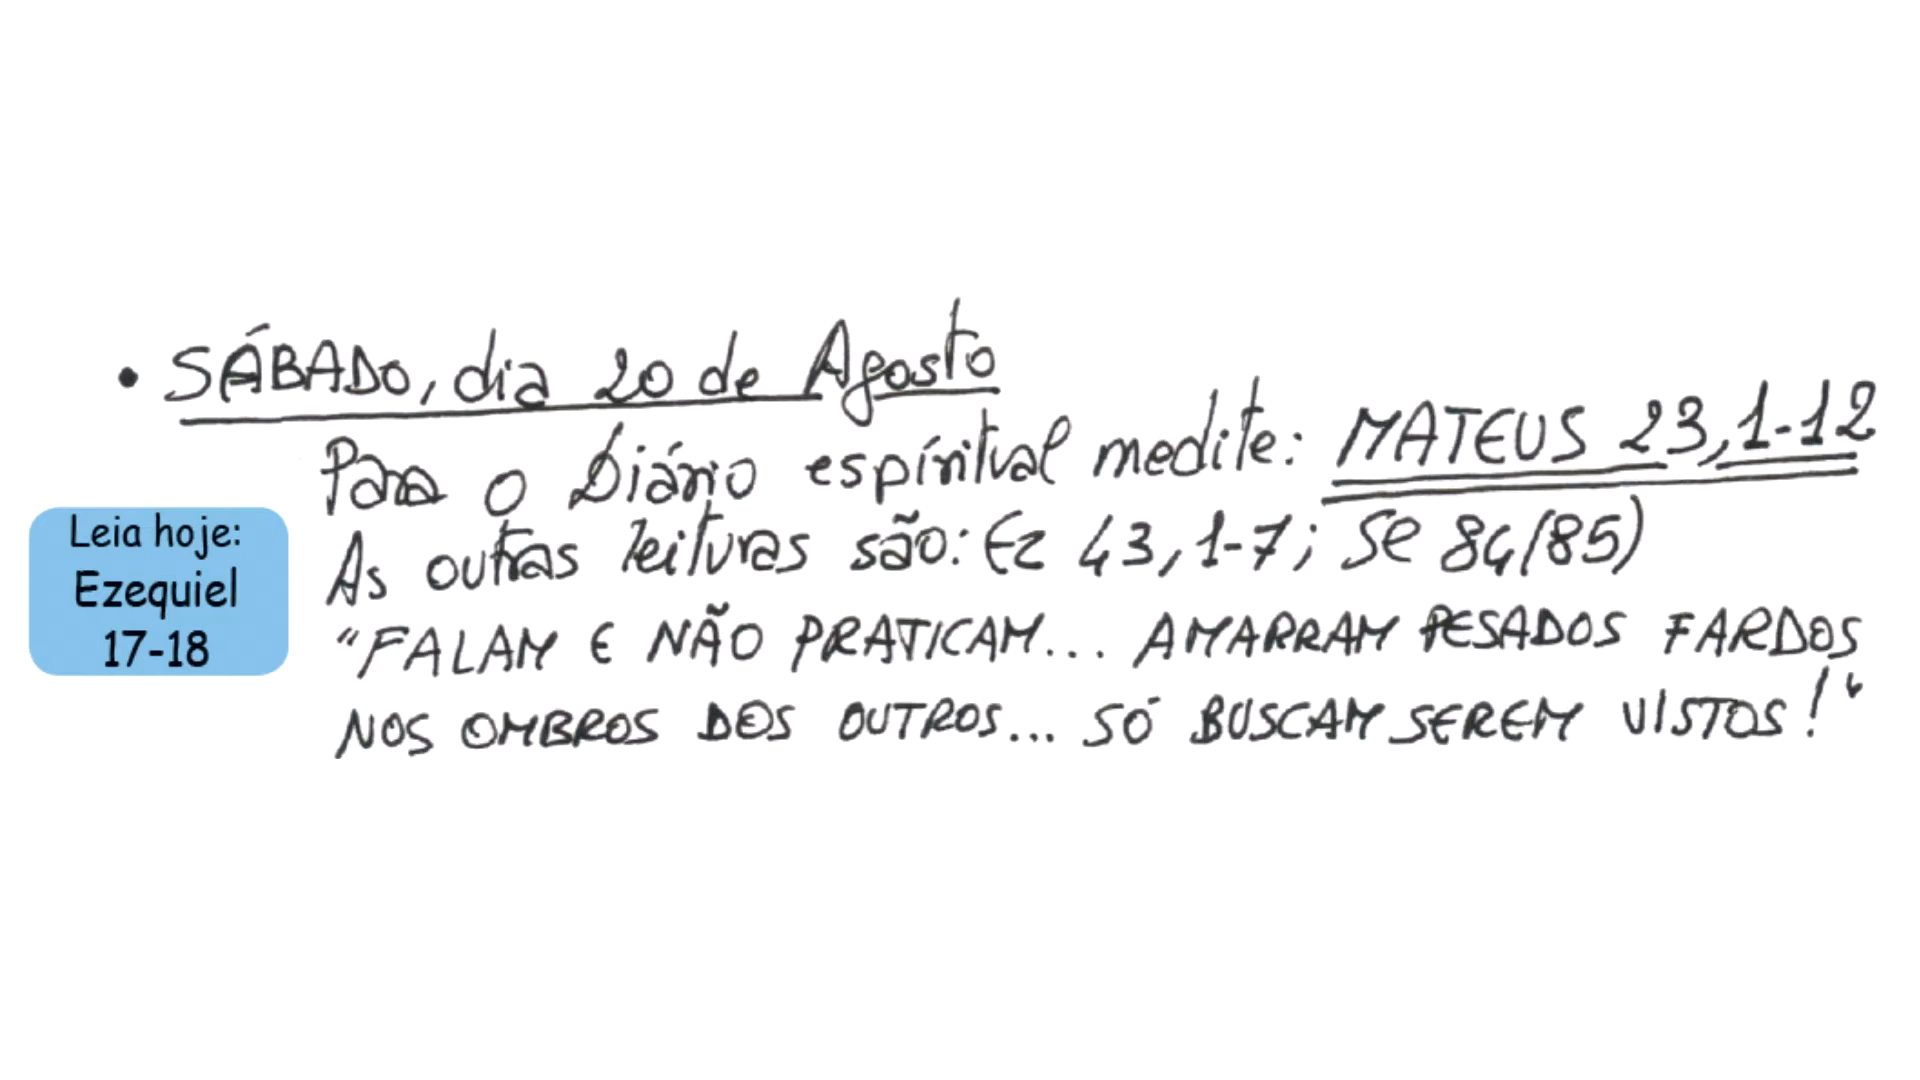 • SÁBADO, dia 20 de Agosto
Para o Diário espíritual medite: MATEUS 23,1-12
As outras leituras são: Ez 43,1-7; Sl 84/85)
"FALAM E NÃO PRATICAM... AMARRAM PESADOS FARDOS
NOS OMBROS DOS OUTROS... SÓ BUSCAM SEREM VISTOS!"
Leia hoje:
Ezequiel
17-18